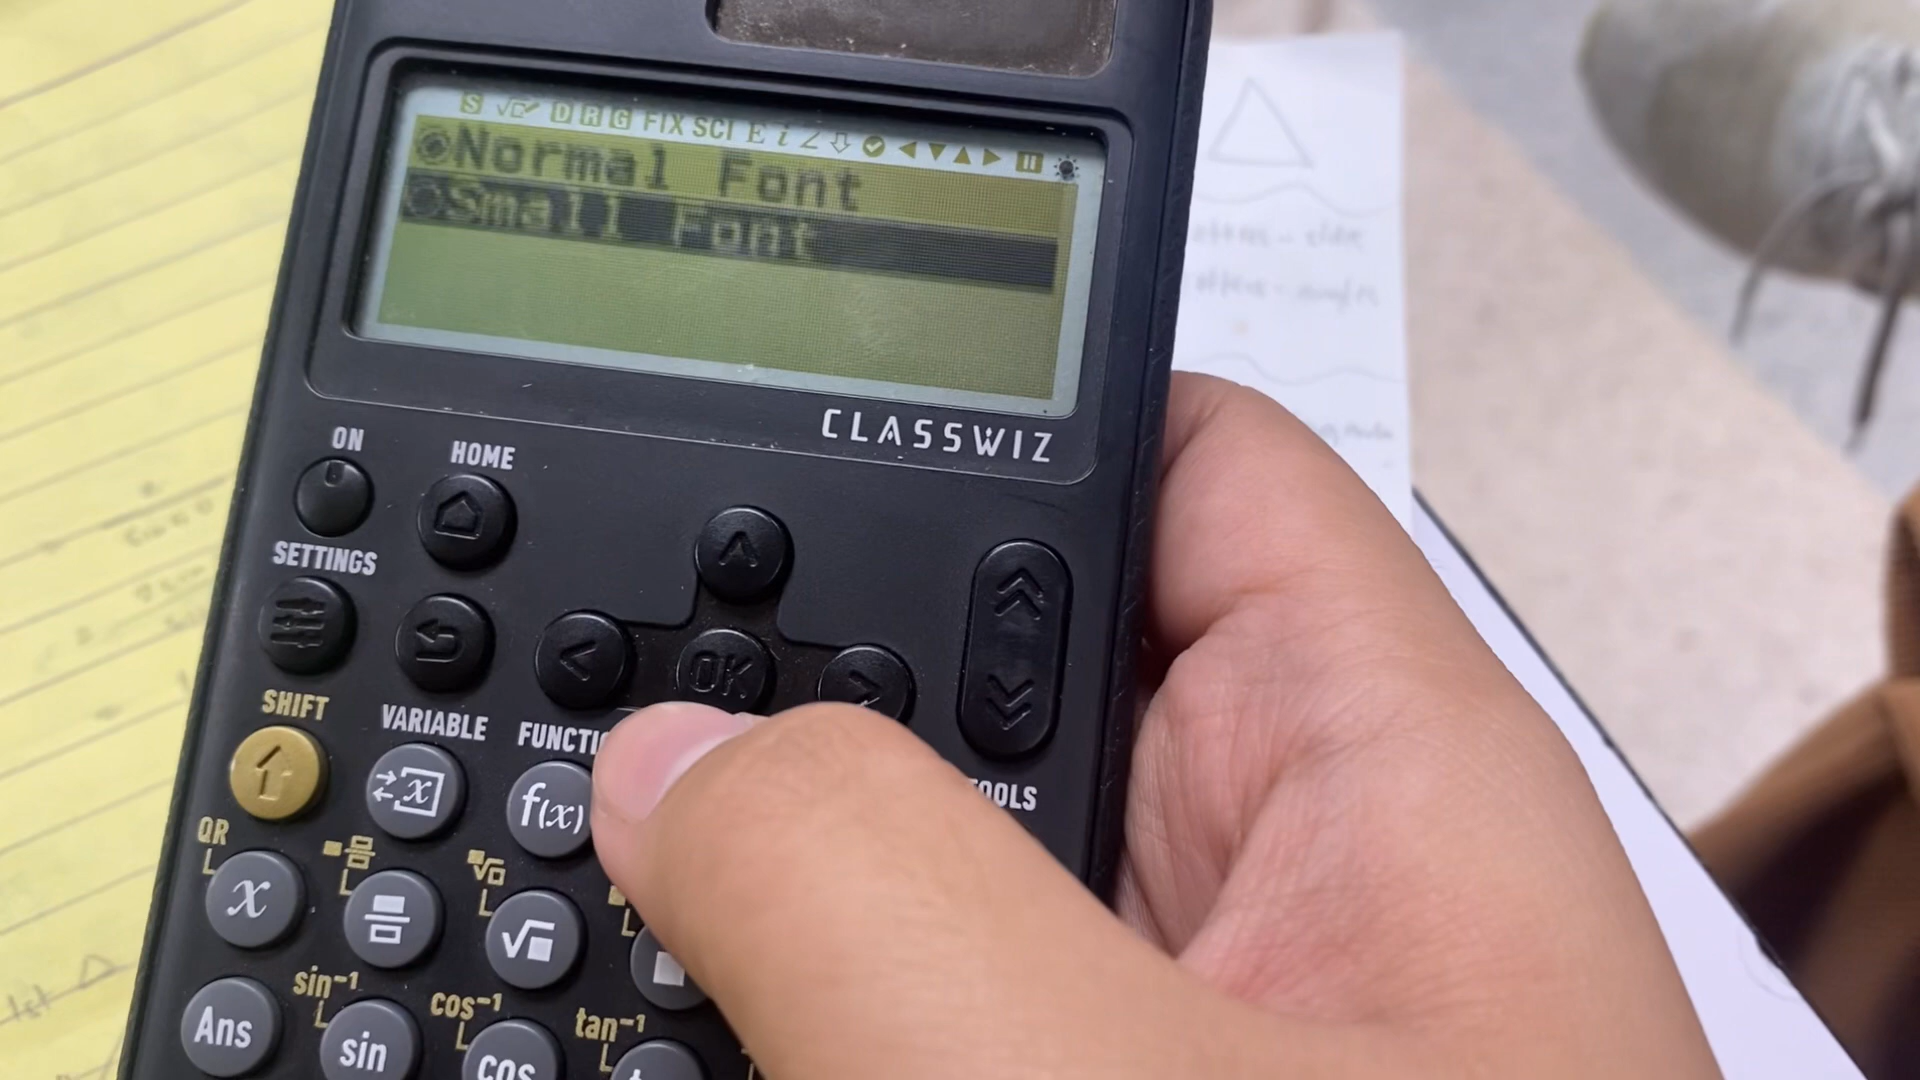 S √ D R G FIX SCI E i ∠
Normal Font
Small Font
CLASSWIZ
ON
HOME
SETTINGS
OK
SHIFT
VARIABLE
FUNCTI
TOOLS
x
f(x)
QR
x
√
sin⁻¹
cos⁻¹
tan⁻¹
Ans
sin
cos